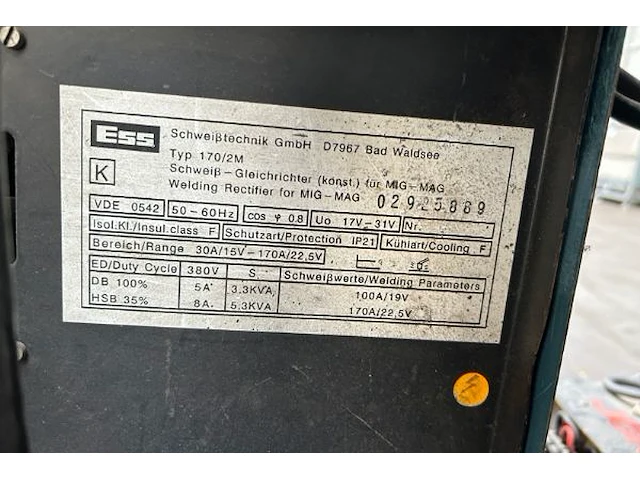 ESS Schweißtechnik GmbH D7967 Bad Waldsee
Typ 170/2M
K Schweiß-Gleichrichter (konst.) für MIG-MAG
Welding Rectifier for MIG-MAG
VDE 0542 50-60Hz cos φ 0.8 Uo 17V-31V Nr.
Isol.Kl./Insul.class F Schutzart/Protection IP21 Kühlart/Cooling F
Bereich/Range 30A/15V-170A/22,5V
ED/Duty Cycle 380V S Schweißwerte/Welding Parameters
DB 100% 5A 3,3KVA 100A/19V
HSB 35% 8A 5,3KVA 170A/22,5V